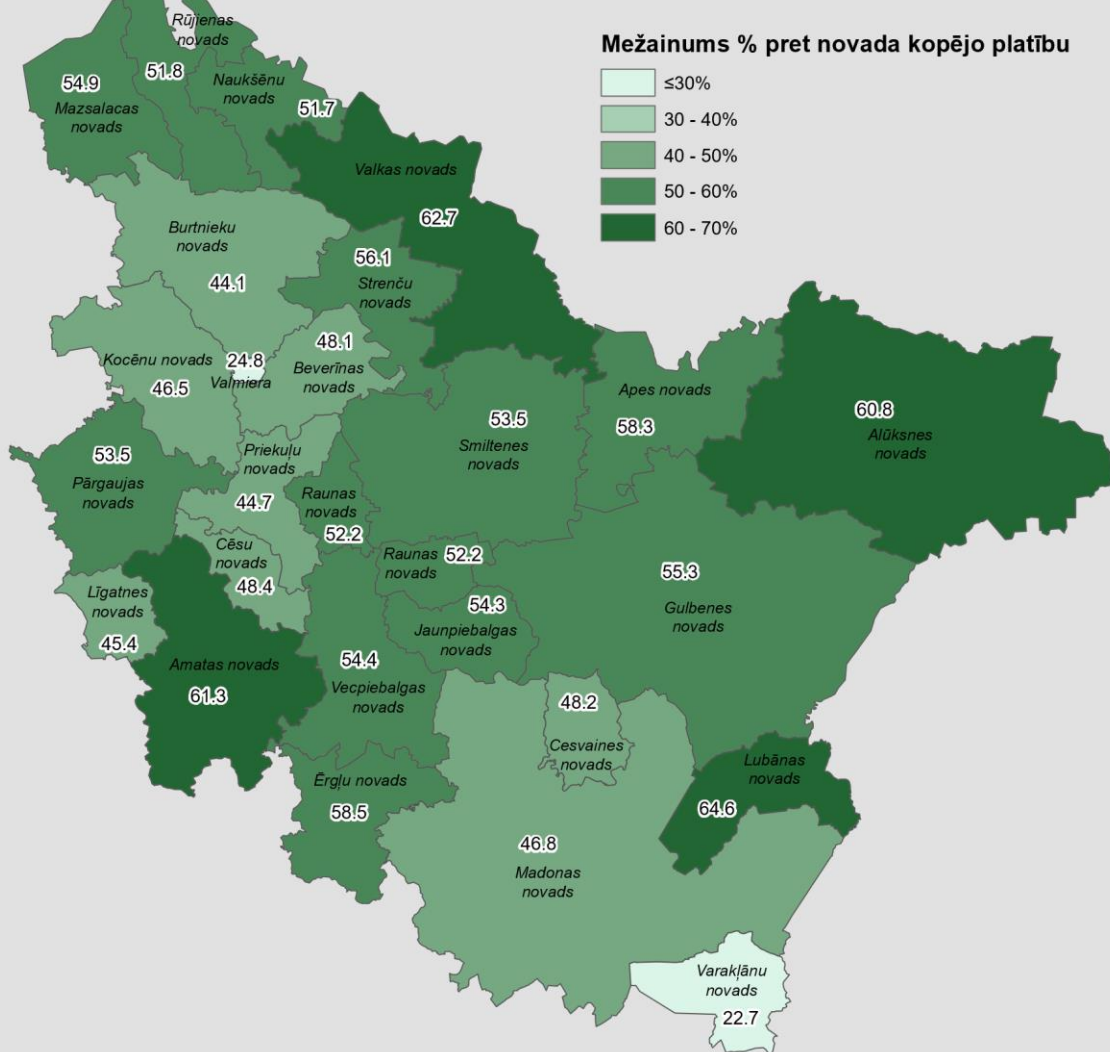 Rūjienas
novads
51.8
Mežainums % pret novada kopējo platību
≤30%
30 - 40%
40 - 50%
50 - 60%
60 - 70%
54.9
Mazsalacas
novads
Naukšēnu
novads
51.7
Valkas novads
62.7
Burtnieku
novads
44.1
56.1
Strenču
novads
Kocēnu novads
46.5
24.8
Valmiera
48.1
Beverīnas
novads
Apes novads
58.3
60.8
Alūksnes
novads
53.5
Smiltenes
novads
53.5
Pārgaujas
novads
Priekuļu
novads
44.7
Raunas
novads
52.2
Cēsu
novads
48.4
Raunas
novads
52.2
55.3
Gulbenes
novads
Līgatnes
novads
45.4
54.3
Jaunpiebalgas
novads
Amatas novads
61.3
54.4
Vecpiebalgas
novads
48.2
Cesvaines
novads
Lubānas
novads
64.6
Ērgļu novads
58.5
46.8
Madonas
novads
Varakļānu
novads
22.7